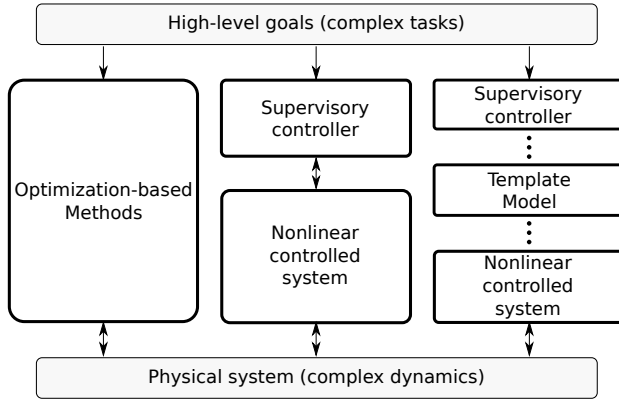 High-level goals (complex tasks)
Optimization-based
Methods
Supervisory
controller
Nonlinear
controlled
system
Supervisory
controller
Template
Model
Nonlinear
controlled
system
Physical system (complex dynamics)